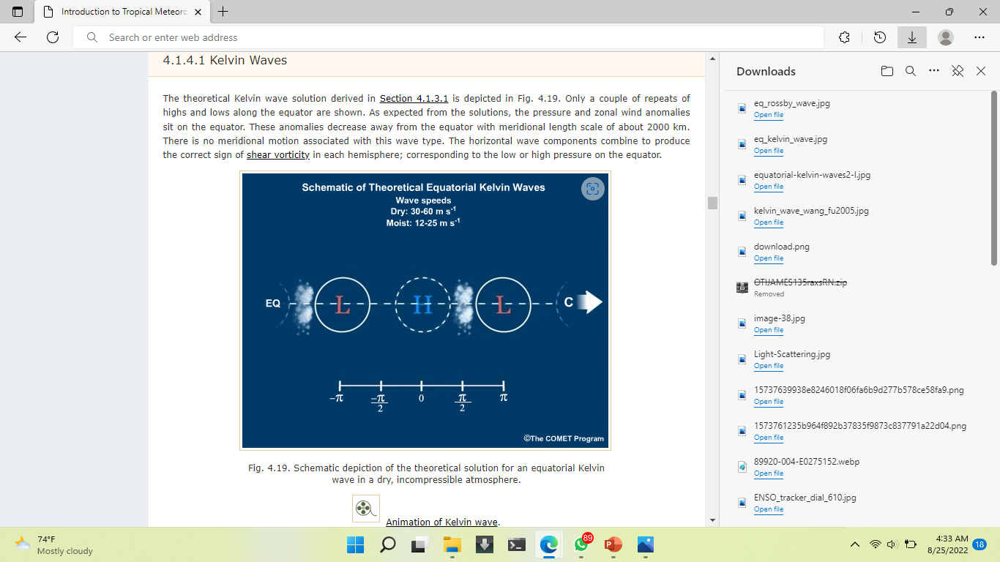 Introduction to Tropical Meteoro
Search or enter web address
4.1.4.1 Kelvin Waves
The theoretical Kelvin wave solution derived in Section 4.1.3.1 is depicted in Fig. 4.19. Only a couple of repeats of
highs and lows along the equator are shown. As expected from the solutions, the pressure and zonal wind anomalies
sit on the equator. These anomalies decrease away from the equator with meridional length scale of about 2000 km.
There is no meridional motion associated with this wave type. The horizontal wave components combine to produce
the correct sign of shear vorticity in each hemisphere; corresponding to the low or high pressure on the equator.
Schematic of Theoretical Equatorial Kelvin Waves
Wave speeds
Dry: 30-60 m s⁻¹
Moist: 12-25 m s⁻¹
EQ L H L C
−π −π/2 0 π/2 π
©The COMET Program
Fig. 4.19. Schematic depiction of the theoretical solution for an equatorial Kelvin
wave in a dry, incompressible atmosphere.
Animation of Kelvin wave.
Downloads
eq_rossby_wave.jpg
Open file
eq_kelvin_wave.jpg
Open file
equatorial-kelvin-waves2-l.jpg
Open file
kelvin_wave_wang_fu2005.jpg
Open file
download.png
Open file
OTIJAMES135raxsRN.zip
Removed
image-38.jpg
Open file
Light-Scattering.jpg
Open file
15737639938e8246018f06fa6b9d277b578ce58fa9.png
Open file
1573761235b964f892b37835f9873c837791a22d04.png
Open file
89920-004-E0275152.webp
Open file
ENSO_tracker_dial_610.jpg
Open file
74°F
Mostly cloudy
89
P
4:33 AM
8/25/2022
18